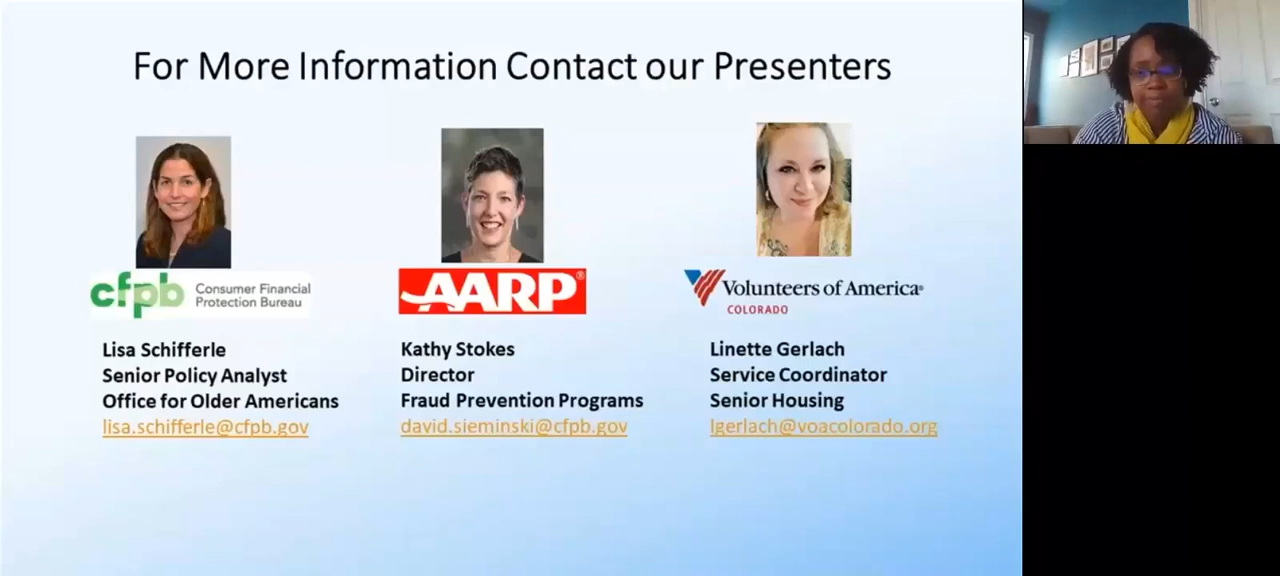 For More Information Contact our Presenters
cfpb Consumer Financial
Protection Bureau
AARP®
Volunteers of America®
COLORADO
Lisa Schifferle
Senior Policy Analyst
Office for Older Americans
lisa.schifferle@cfpb.gov
Kathy Stokes
Director
Fraud Prevention Programs
david.sieminski@cfpb.gov
Linette Gerlach
Service Coordinator
Senior Housing
lgerlach@voacolorado.org